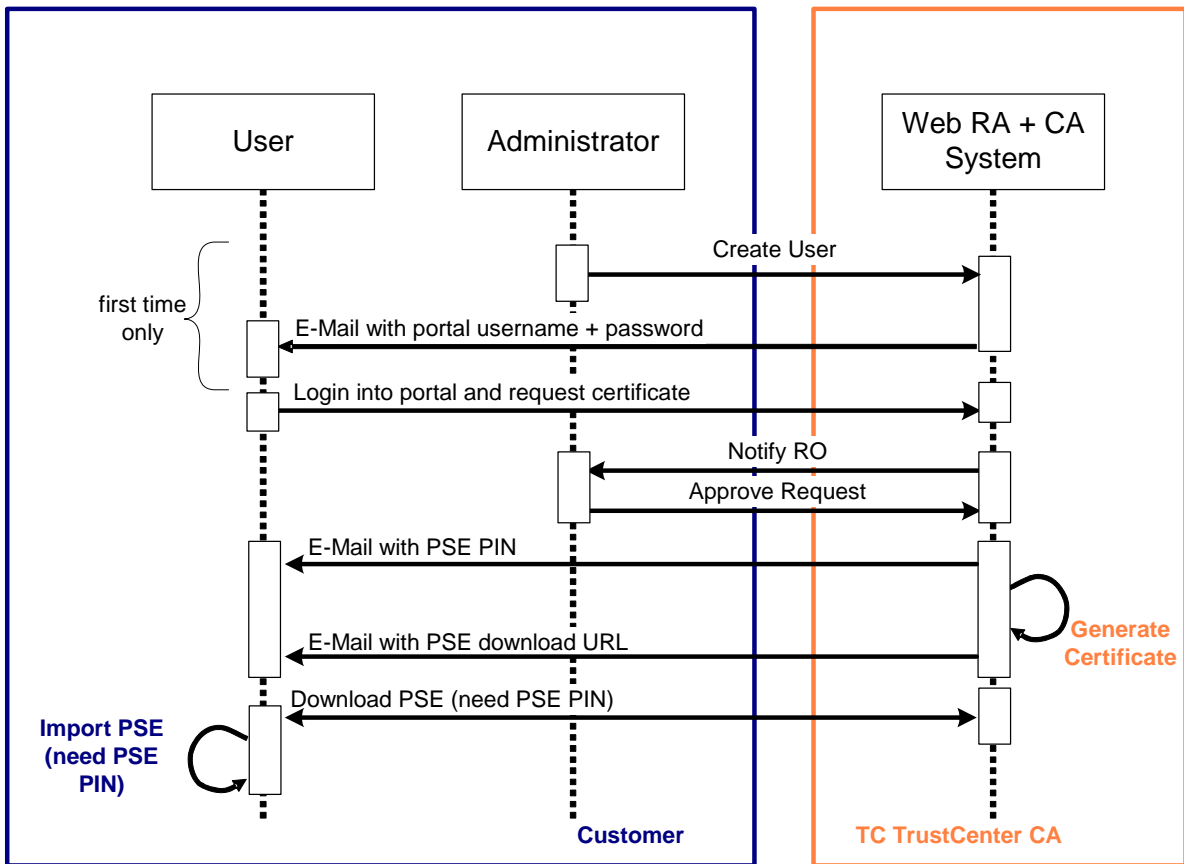 User
Administrator
Web RA + CA
System
Create User
first time
only
E-Mail with portal username + password
Login into portal and request certificate
Notify RO
Approve Request
E-Mail with PSE PIN
Generate
Certificate
E-Mail with PSE download URL
Download PSE (need PSE PIN)
Import PSE
(need PSE
PIN)
Customer
TC TrustCenter CA